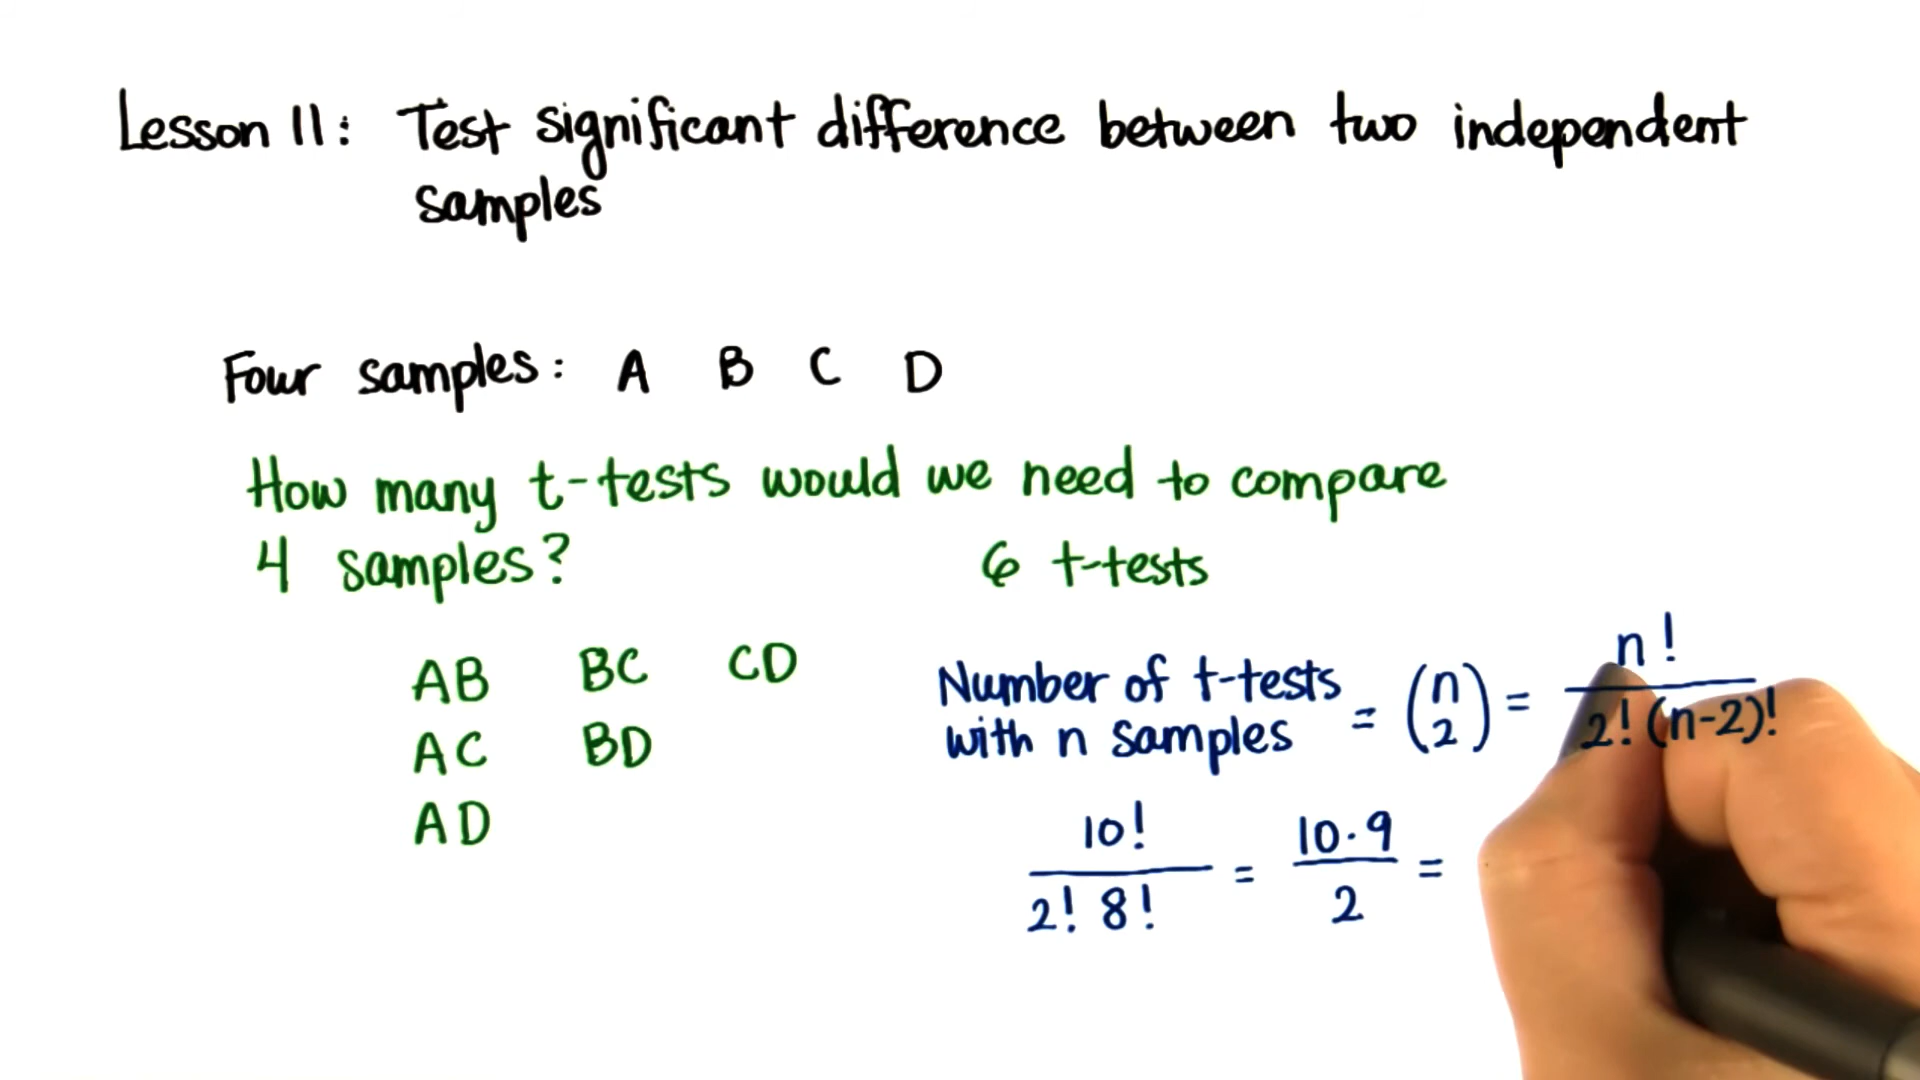 Lesson 11: Test significant difference between two independent
samples
Four samples: A B C D
How many t-tests would we need to compare
4 samples?
6 t-tests
AB BC CD
AC BD
AD
Number of t-tests
with n samples
= (n 2) = n! / 2! (n-2)!
10! / 2! 8! = 10·9 / 2 =